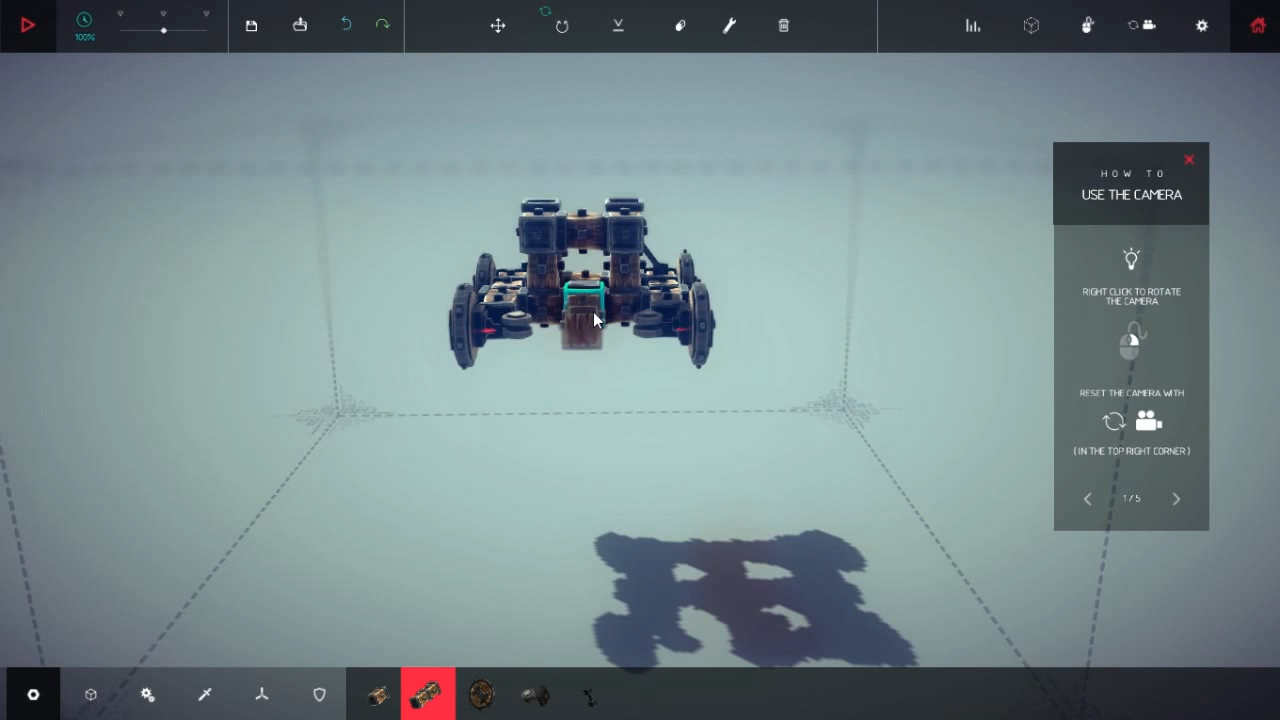 100%
HOW TO
USE THE CAMERA
RIGHT CLICK TO ROTATE
THE CAMERA
RESET THE CAMERA WITH
( IN THE TOP RIGHT CORNER )
1/5